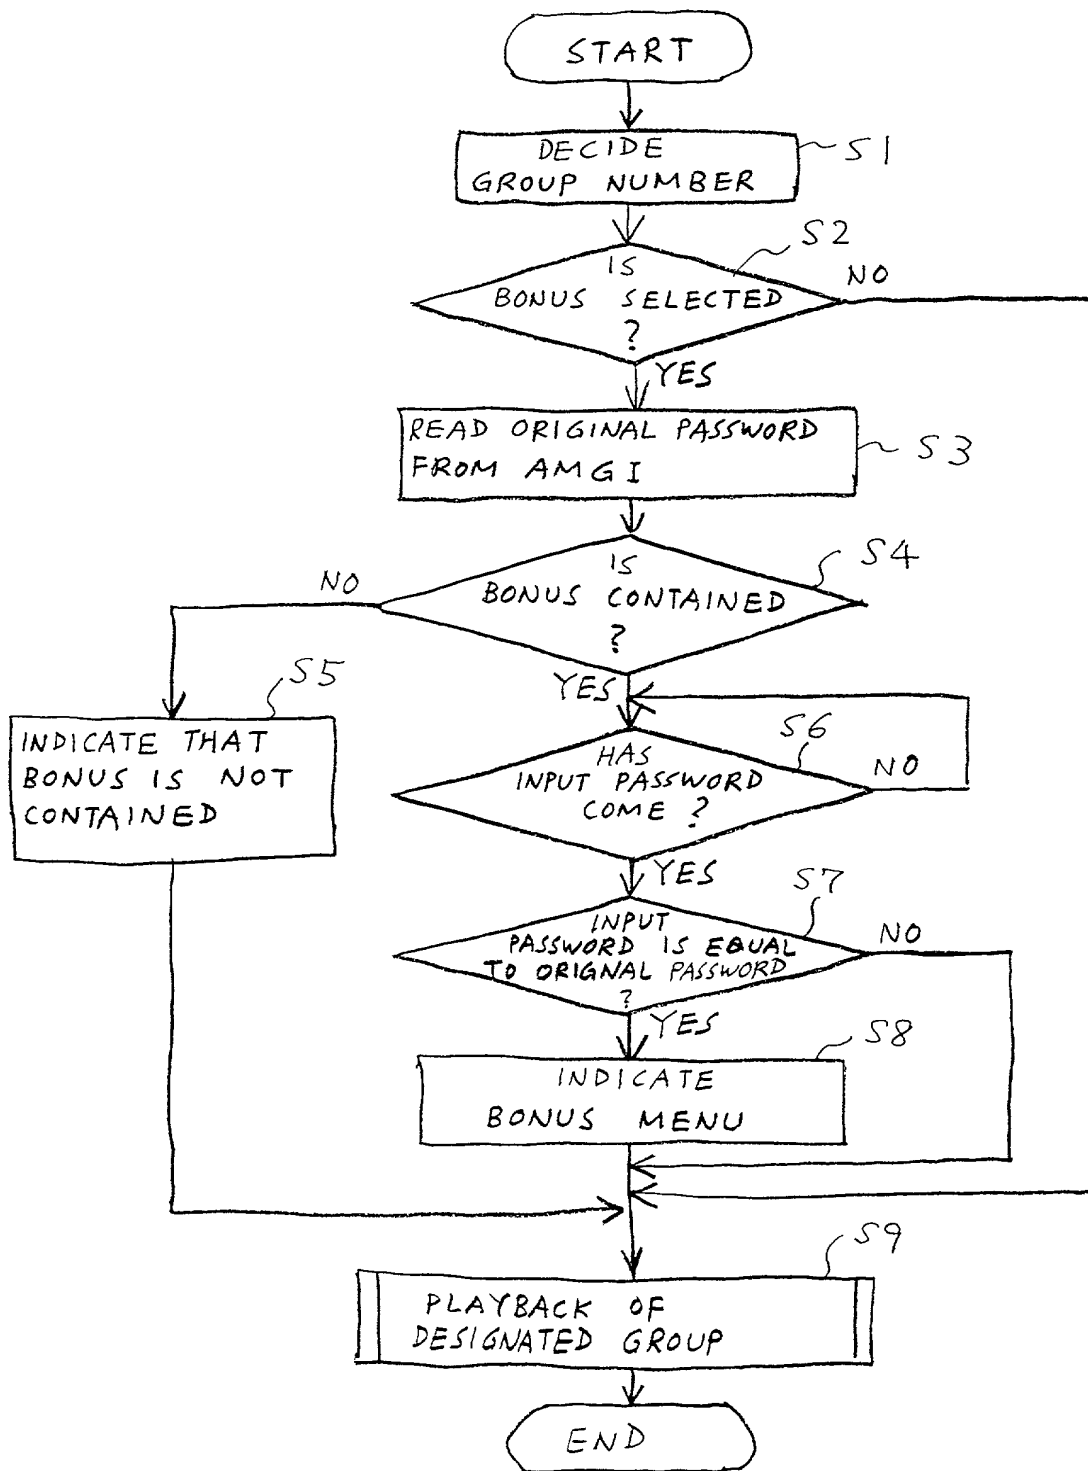 START
DECIDE
GROUP NUMBER
S1
IS
BONUS SELECTED
?
S2
NO
YES
READ ORIGINAL PASSWORD
FROM AMGI
S3
IS
BONUS CONTAINED
?
S4
NO
YES
S5
INDICATE THAT
BONUS IS NOT
CONTAINED
HAS
INPUT PASSWORD
COME ?
S6
NO
YES
INPUT
PASSWORD IS EQUAL
TO ORIGNAL PASSWORD
?
S7
NO
YES
INDICATE
BONUS MENU
S8
PLAYBACK OF
DESIGNATED GROUP
S9
END